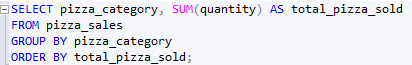 SELECT pizza_category, SUM(quantity) AS total_pizza_sold
FROM pizza_sales
GROUP BY pizza_category
ORDER BY total_pizza_sold;